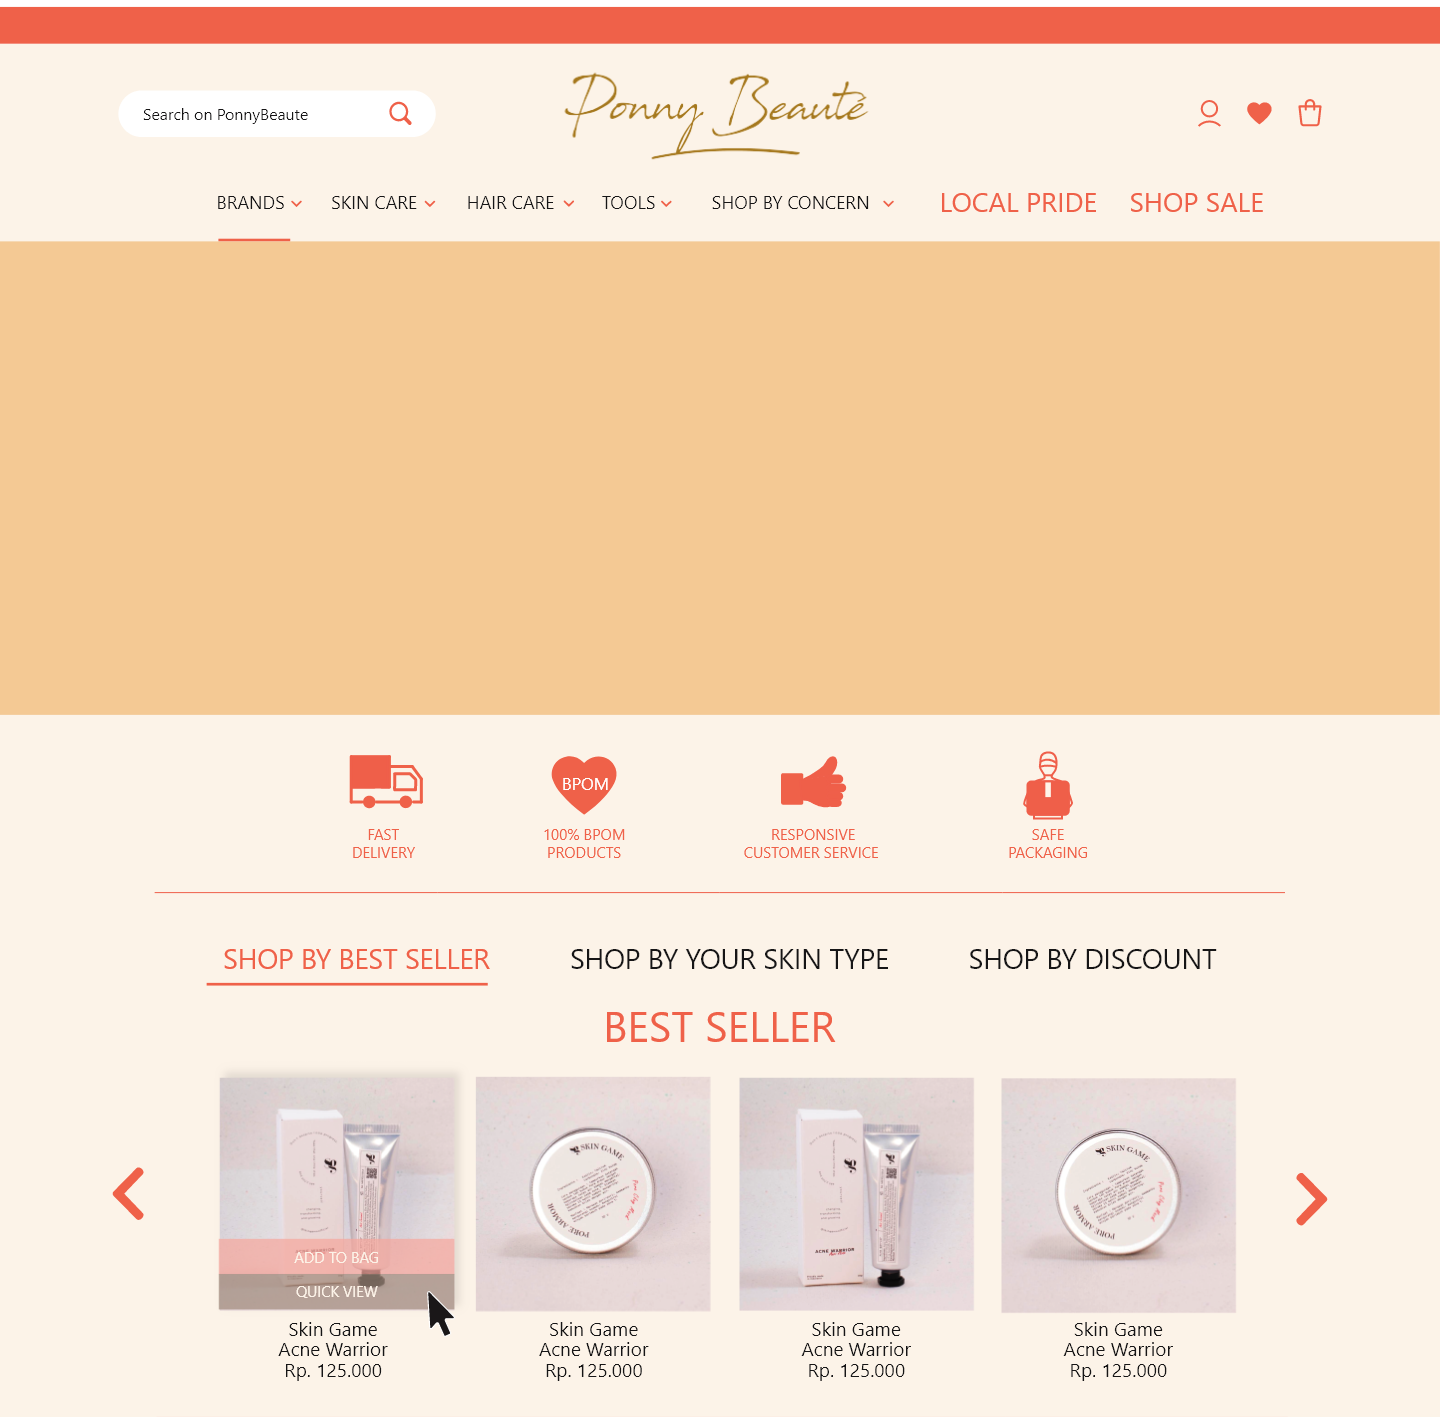 Search on PonnyBeaute
Ponny Beauté
BRANDS
SKIN CARE
HAIR CARE
TOOLS
SHOP BY CONCERN
LOCAL PRIDE
SHOP SALE
BPOM
FAST
DELIVERY
100% BPOM
PRODUCTS
RESPONSIVE
CUSTOMER SERVICE
SAFE
PACKAGING
SHOP BY BEST SELLER
SHOP BY YOUR SKIN TYPE
SHOP BY DISCOUNT
BEST SELLER
ADD TO BAG
QUICK VIEW
SKIN GAME
PORE-ARMOR
ACNE WARRIOR
SKIN GAME
PORE-ARMOR
Skin Game
Acne Warrior
Rp. 125.000
Skin Game
Acne Warrior
Rp. 125.000
Skin Game
Acne Warrior
Rp. 125.000
Skin Game
Acne Warrior
Rp. 125.000